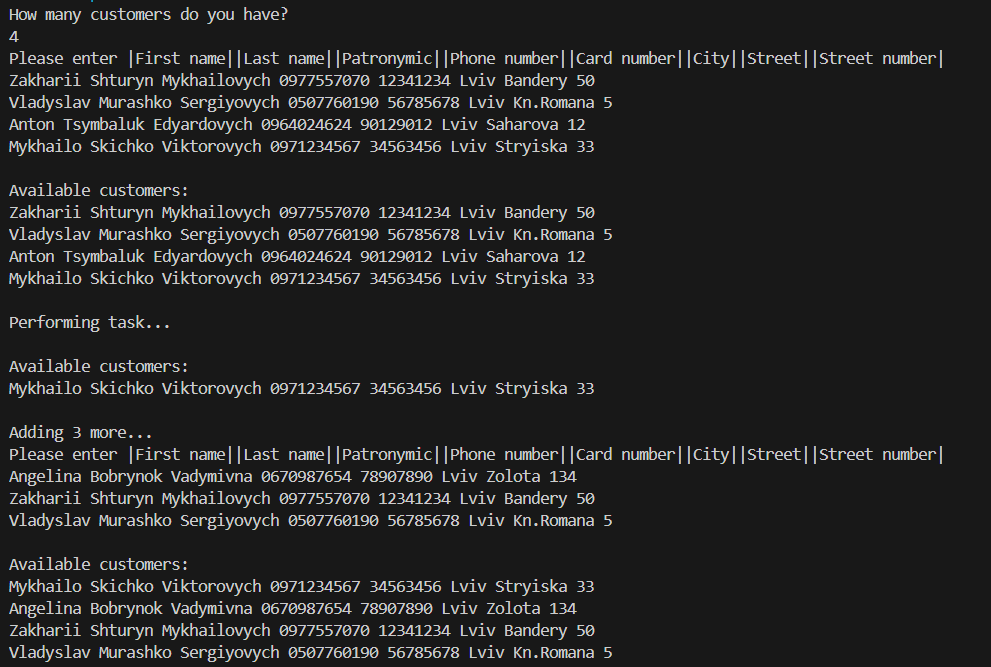 How many customers do you have?
4
Please enter |First name||Last name||Patronymic||Phone number||Card number||City||Street||Street number|
Zakharii Shturyn Mykhailovych 0977557070 12341234 Lviv Bandery 50
Vladyslav Murashko Sergiyovych 0507760190 56785678 Lviv Kn.Romana 5
Anton Tsymbaluk Edyardovych 0964024624 90129012 Lviv Saharova 12
Mykhailo Skichko Viktorovych 0971234567 34563456 Lviv Stryiska 33
Available customers:
Zakharii Shturyn Mykhailovych 0977557070 12341234 Lviv Bandery 50
Vladyslav Murashko Sergiyovych 0507760190 56785678 Lviv Kn.Romana 5
Anton Tsymbaluk Edyardovych 0964024624 90129012 Lviv Saharova 12
Mykhailo Skichko Viktorovych 0971234567 34563456 Lviv Stryiska 33
Performing task...
Available customers:
Mykhailo Skichko Viktorovych 0971234567 34563456 Lviv Stryiska 33
Adding 3 more...
Please enter |First name||Last name||Patronymic||Phone number||Card number||City||Street||Street number|
Angelina Bobrynok Vadymivna 0670987654 78907890 Lviv Zolota 134
Zakharii Shturyn Mykhailovych 0977557070 12341234 Lviv Bandery 50
Vladyslav Murashko Sergiyovych 0507760190 56785678 Lviv Kn.Romana 5
Available customers:
Mykhailo Skichko Viktorovych 0971234567 34563456 Lviv Stryiska 33
Angelina Bobrynok Vadymivna 0670987654 78907890 Lviv Zolota 134
Zakharii Shturyn Mykhailovych 0977557070 12341234 Lviv Bandery 50
Vladyslav Murashko Sergiyovych 0507760190 56785678 Lviv Kn.Romana 5